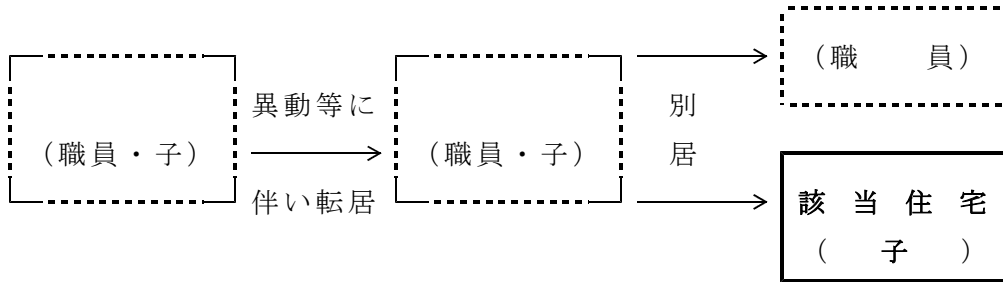 （職員・子）
異動等に
伴い転居
（職員・子）
別
居
（職　　員）
該 当 住 宅
（　　子　　）